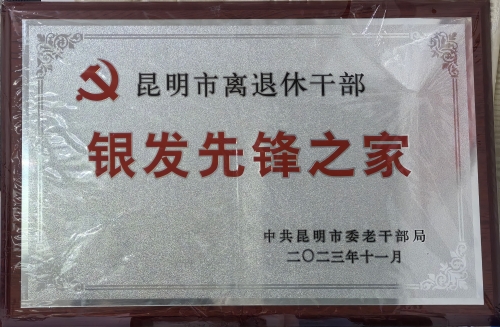 昆明市离退休干部
银发先锋之家
中共昆明市委老干部局
二〇二三年十一月